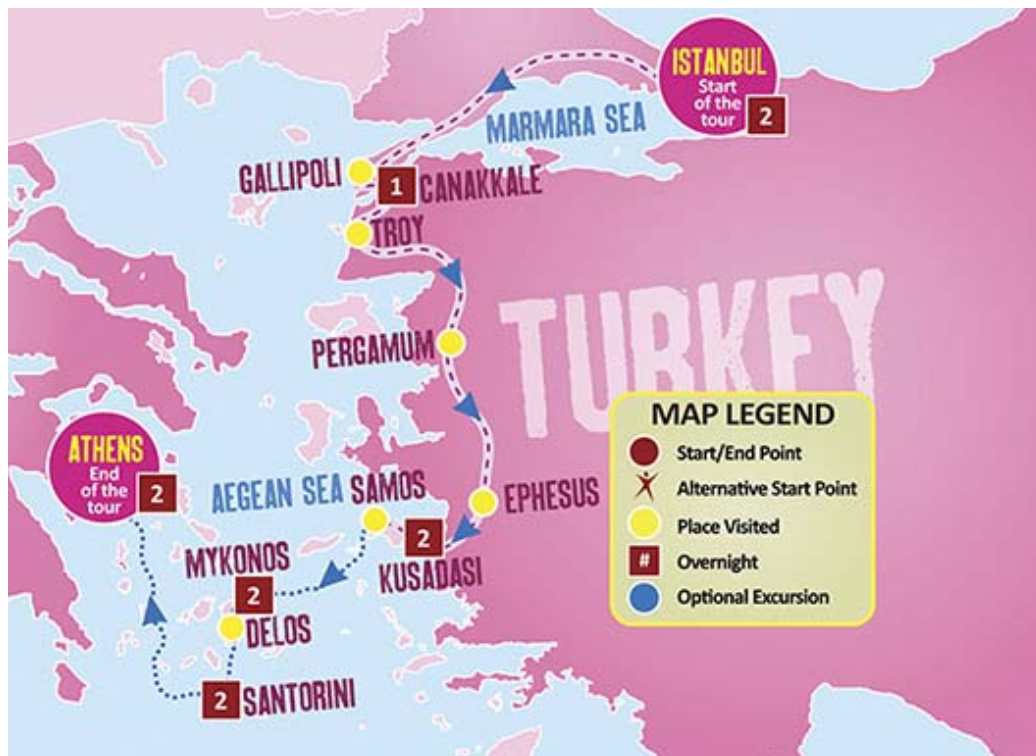 ISTANBUL
Start
of the
tour
2
MARMARA SEA
GALLIPOLI
1
CANAKKALE
TROY
TURKEY
PERGAMUM
MAP LEGEND
Start/End Point
Alternative Start Point
Place Visited
#
Overnight
Optional Excursion
ATHENS
End
of the
tour
2
AEGEAN SEA
SAMOS
EPHESUS
2
KUSADASI
MYKONOS
2
DELOS
2
SANTORINI